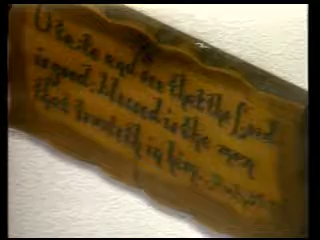 O taste and see that the Lord
is good: blessed is the man
that trusteth in him.